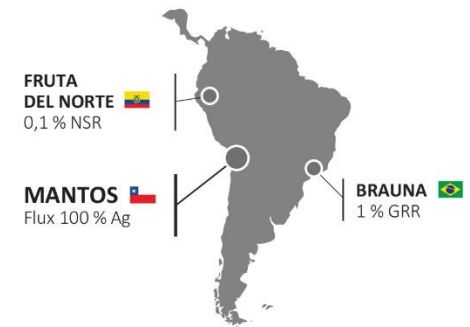 FRUTA
DEL NORTE
0,1 % NSR
MANTOS
Flux 100 % Ag
BRAUNA
1 % GRR